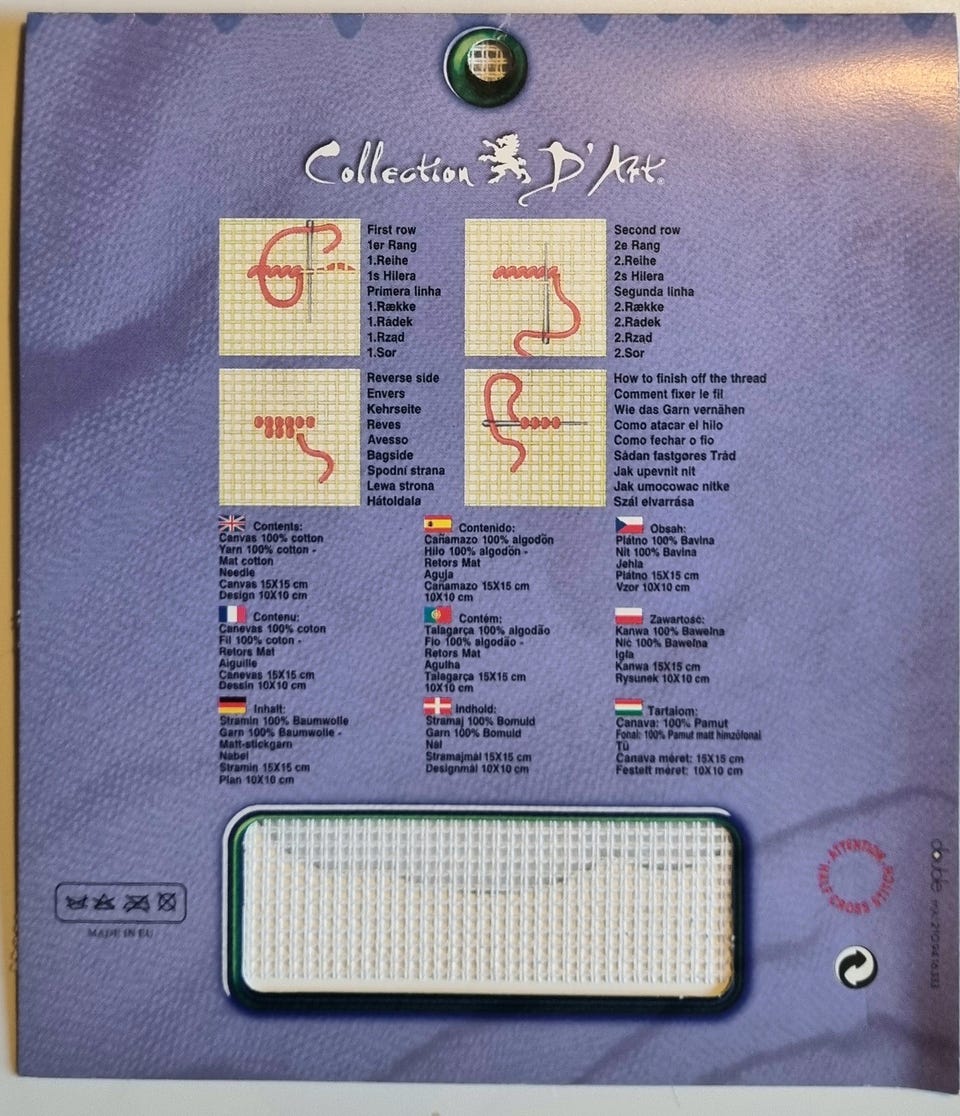 Collection D'Art®
First row
1er Rang
1.Reihe
1s Hilera
Primera linha
1.Række
1.Rádek
1.Rzad
1.Sor
Second row
2e Rang
2.Reihe
2s Hilera
Segunda linha
2.Række
2.Rádek
2.Rzad
2.Sor
Reverse side
Envers
Kehrseite
Réves
Avesso
Bagside
Spodní strana
Lewa strona
Hátoldala
How to finish off the thread
Comment fixer le fil
Wie das Garn vernähen
Como atacar el hilo
Como fechar o fio
Sådan fastgøres Tråd
Jak upevnit nit
Jak umocowac nitke
Szál elvarrása
Contents:
Canvas 100% cotton
Yarn 100% cotton -
Mat cotton
Needle
Canvas 15X15 cm
Design 10X10 cm
Contenido:
Cañamazo 100% algodón
Hilo 100% algodón -
Retors Mat
Aguja
Cañamazo 15X15 cm
10X10 cm
Obsah:
Plátno 100% Bavlna
Nit 100% Bavlna
Jehla
Plátno 15X15 cm
Vzor 10X10 cm
Contenu:
Canevas 100% coton
Fil 100% coton -
Retors Mat
Aiguille
Canevas 15X15 cm
Dessin 10X10 cm
Contém:
Talagarça 100% algodão
Fio 100% algodão -
Retors Mat
Agulha
Talagarça 15X15 cm
10X10 cm
Zawartość:
Kanwa 100% Bawelna
Nić 100% Bawelna
Igla
Kanwa 15X15 cm
Rysunek 10X10 cm
Inhalt:
Stramin 100% Baumwolle
Garn 100% Baumwolle -
Matt-stickgarn
Nabel
Stramin 15X15 cm
Plan 10X10 cm
Indhold:
Stramaj 100% Bomuld
Garn 100% Bomuld
Nål
Stramajmål 15X15 cm
Designmål 10X10 cm
Tartalom:
Canava: 100% Pamut
Fonal: 100% Pamut matt hímzőfonal
Tű
Canava méret: 15X15 cm
Festett méret: 10X10 cm
MADE IN EU
ATTENTION
CROSS STITCH